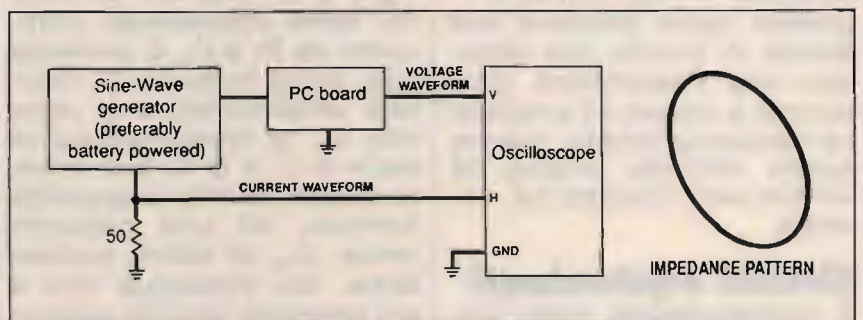 Sine-Wave
generator
(preferably
battery powered)
PC board
VOLTAGE
WAVEFORM
V
Oscilloscope
CURRENT WAVEFORM
H
50
GND
IMPEDANCE PATTERN